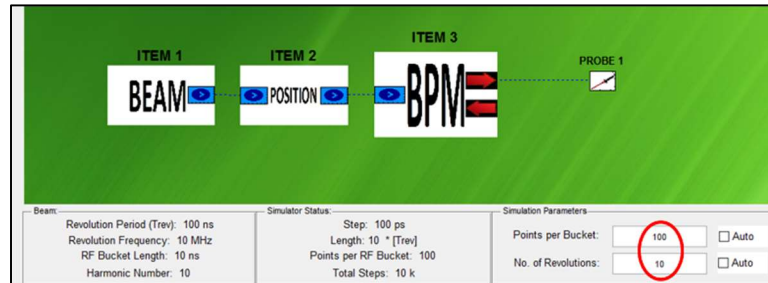 ITEM 1
ITEM 2
ITEM 3
PROBE 1
BEAM
POSITION
BPM
Beam:
Revolution Period (Trev): 100 ns
Revolution Frequency: 10 MHz
RF Bucket Length: 10 ns
Harmonic Number: 10
Simulator Status:
Step: 100 ps
Length: 10 * [Trev]
Points per RF Bucket: 100
Total Steps: 10 k
Simulation Parameters
Points per Bucket: 100 Auto
No. of Revolutions: 10 Auto